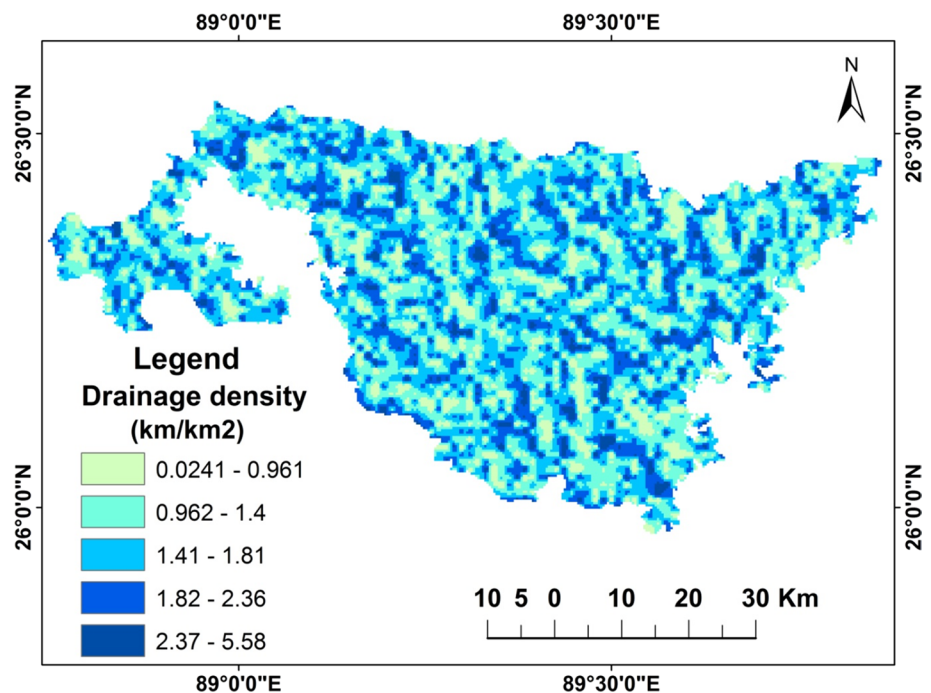 89°0'0"E 89°30'0"E
N
26°30'0"N 26°30'0"N
Legend
Drainage density
(km/km2)
0.0241 - 0.961
0.962 - 1.4
1.41 - 1.81
1.82 - 2.36
2.37 - 5.58
26°0'0"N 26°0'0"N
10 5 0 10 20 30 Km
89°0'0"E 89°30'0"E